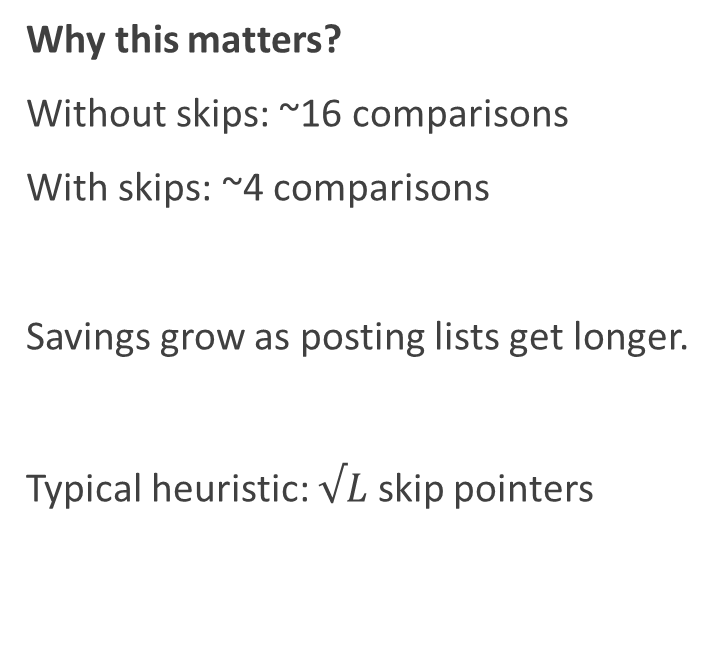 Why this matters?
Without skips: ~16 comparisons
With skips: ~4 comparisons
Savings grow as posting lists get longer.
Typical heuristic: √L skip pointers